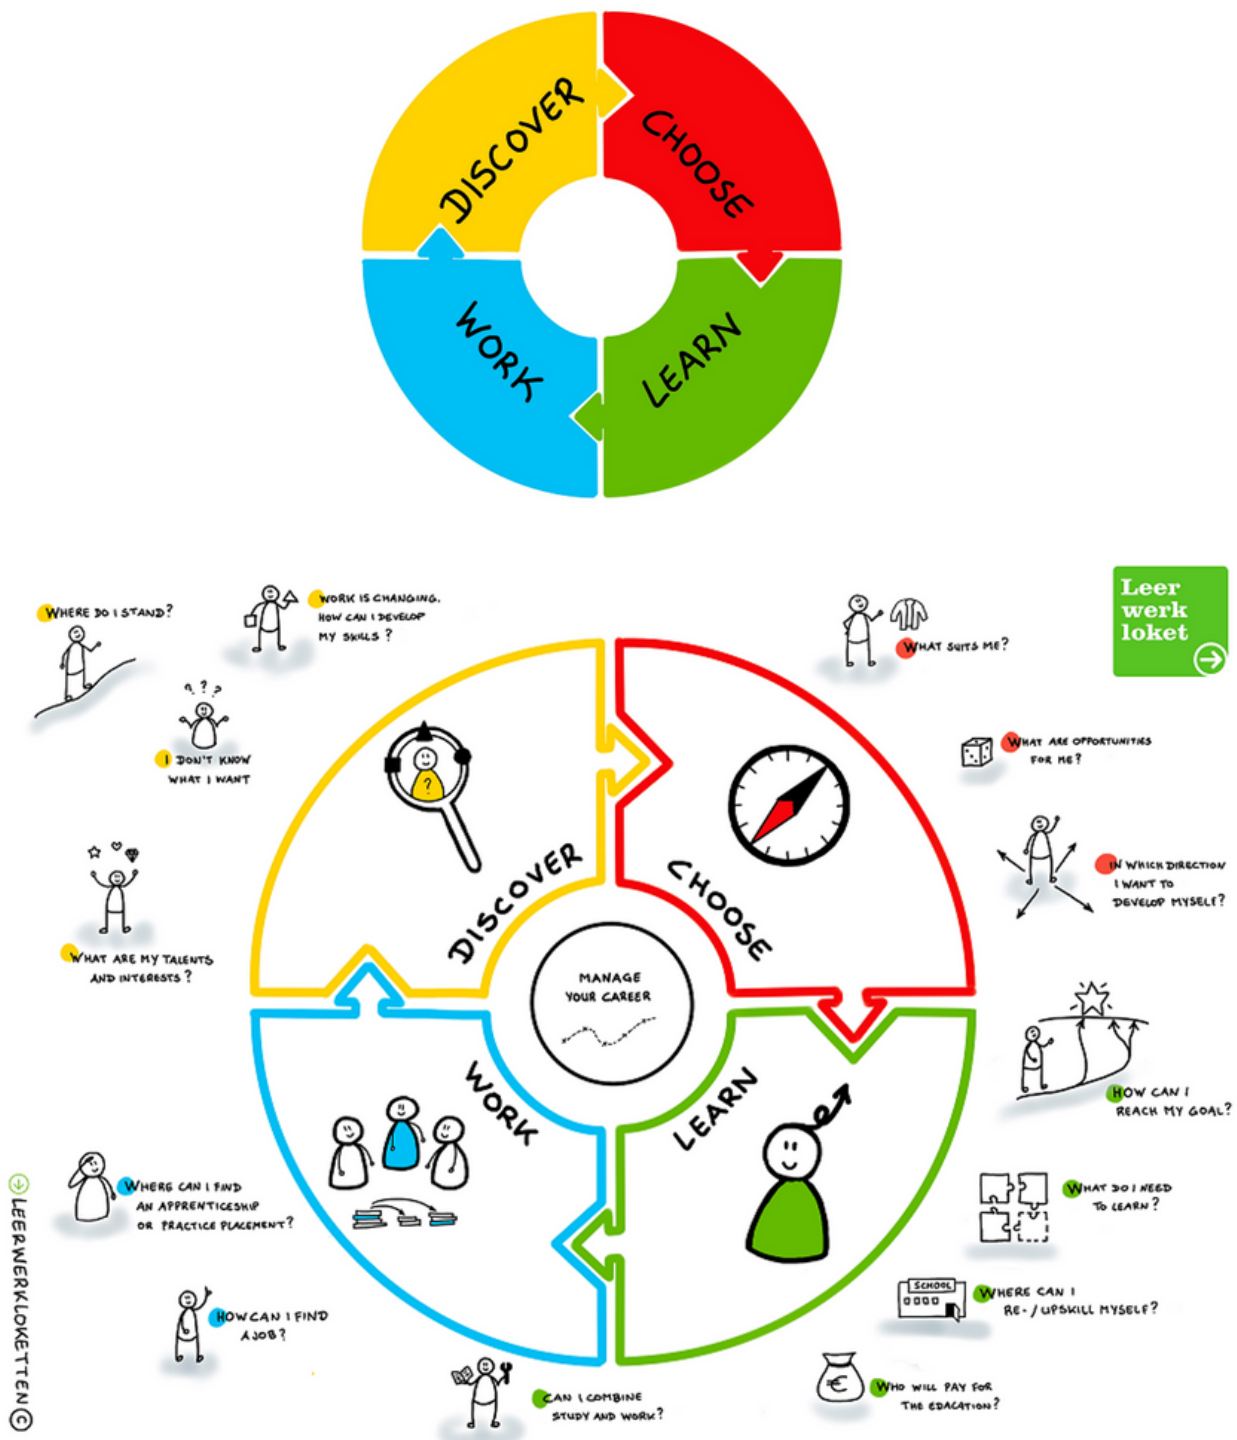 DISCOVER
CHOOSE
WORK
LEARN
Leer
werk
loket
WHERE DO I STAND?
WORK IS CHANGING.
HOW CAN I DEVELOP
MY SKILLS?
? ? ?
I DON'T KNOW
WHAT I WANT
WHAT ARE MY TALENTS
AND INTERESTS?
WHAT SUITS ME?
WHAT ARE OPPORTUNITIES
FOR ME?
IN WHICH DIRECTION
I WANT TO
DEVELOP MYSELF?
?
DISCOVER
CHOOSE
MANAGE
YOUR CAREER
WORK
LEARN
HOW CAN I
REACH MY GOAL?
WHAT DO I NEED
TO LEARN?
SCHOOL
WHERE CAN I
RE-/UPSKILL MYSELF?
€
WHO WILL PAY FOR
THE EDACATION?
CAN I COMBINE
STUDY AND WORK?
WHERE CAN I FIND
AN APPRENTICESHIP
OR PRACTICE PLACEMENT?
HOW CAN I FIND
A JOB?
LEERWERKLOKETTEN ©